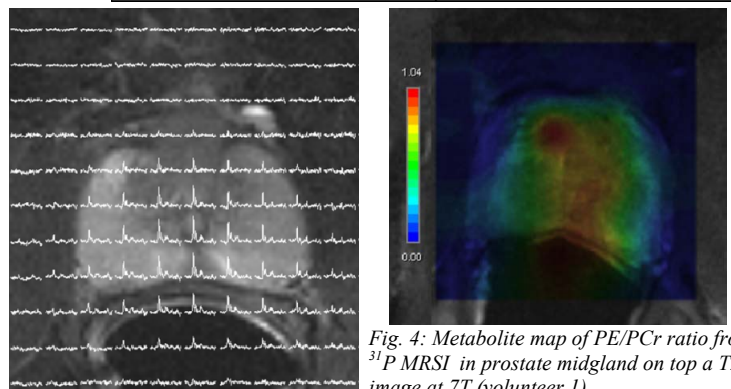 1.04
0.00
Fig. 4: Metabolite map of PE/PCr ratio
³¹P MRSI in prostate midgland on top a
image at 7T (volunteer 1)